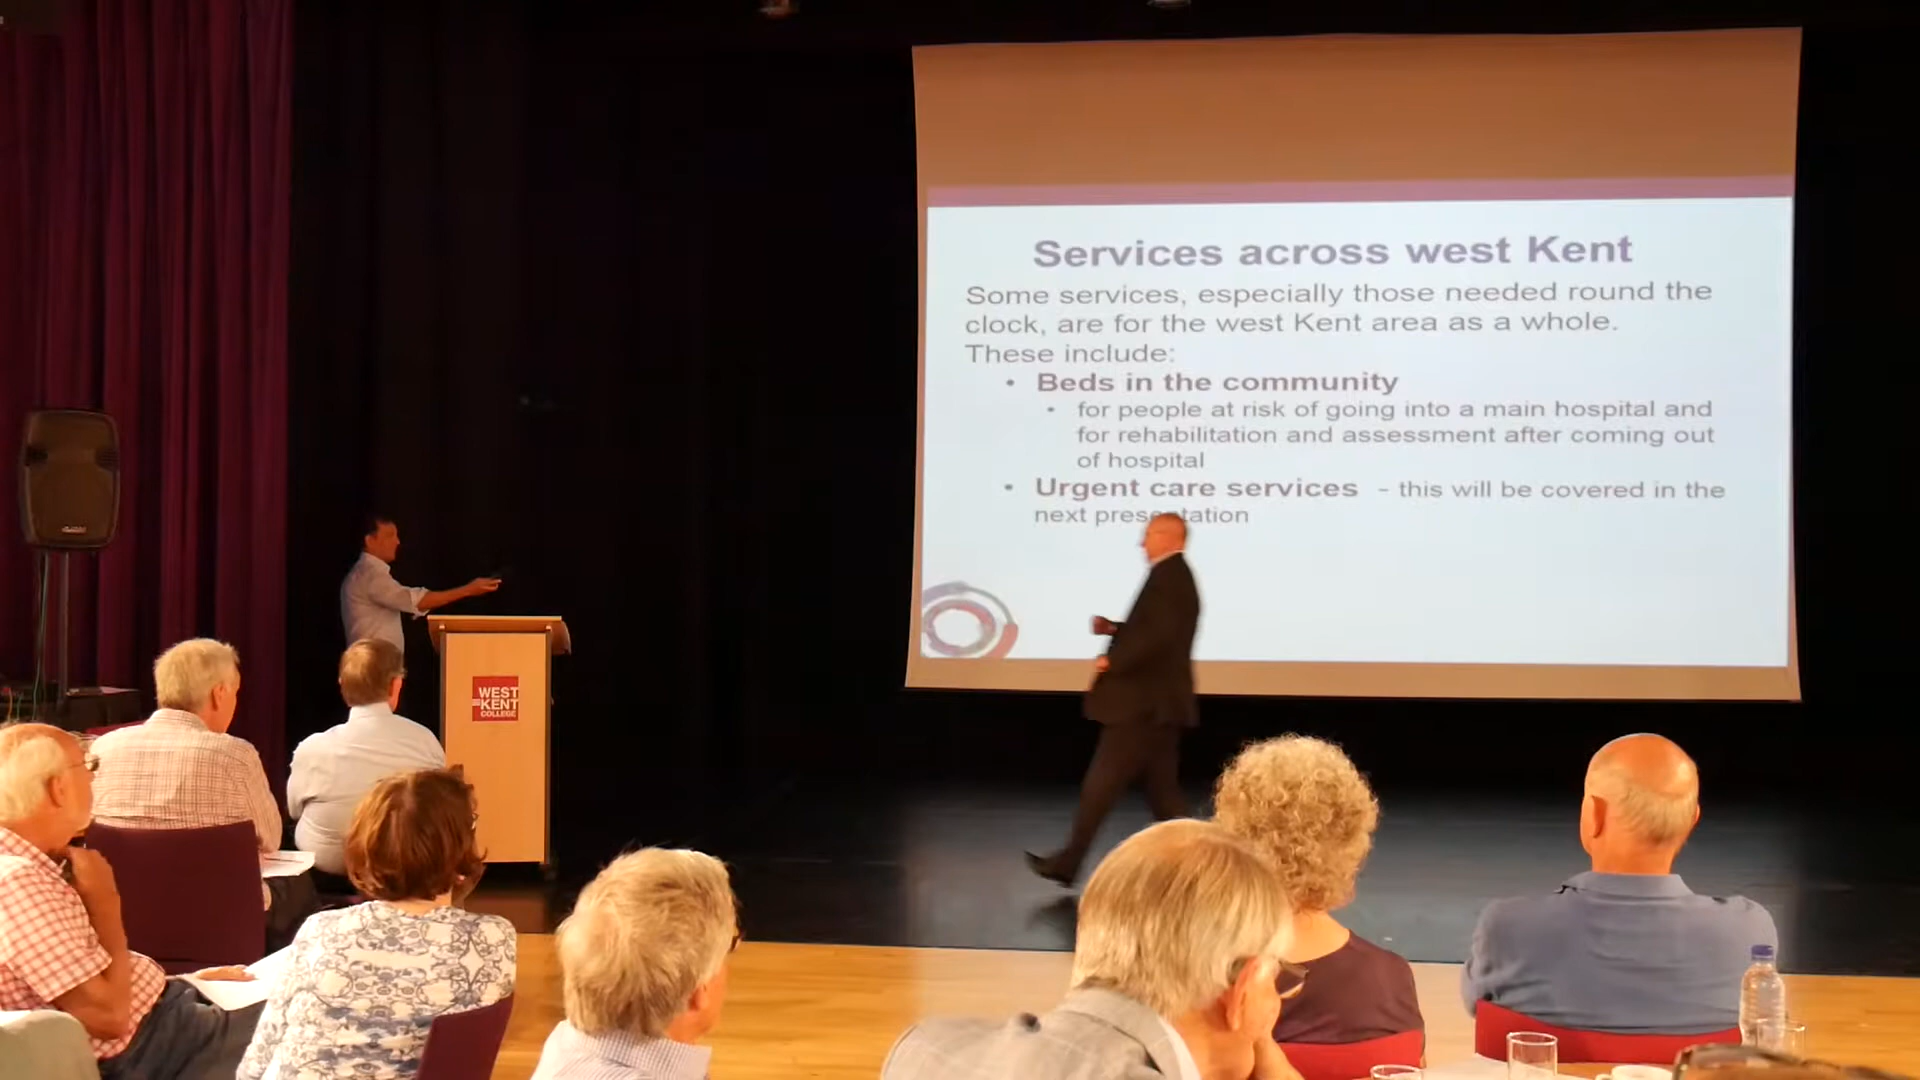 Services across west Kent
Some services, especially those needed round the
clock, are for the west Kent area as a whole.
These include:
• Beds in the community
• for people at risk of going into a main hospital and
for rehabilitation and assessment after coming out
of hospital
• Urgent care services - this will be covered in the
next presentation
WEST
KENT
COLLEGE